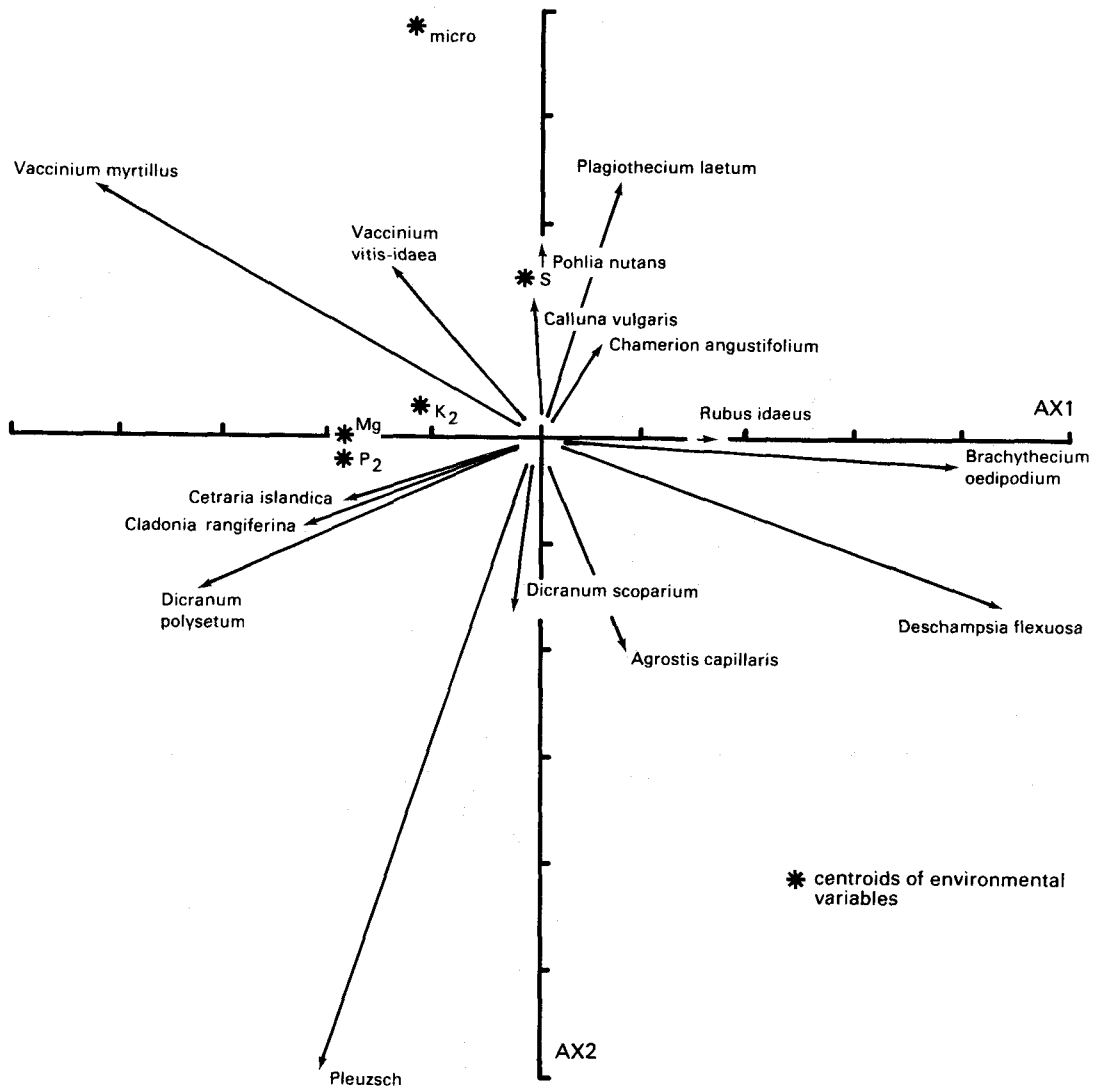 micro
Vaccinium myrtillus
Plagiothecium laetum
Vaccinium
vitis-idaea
Pohlia nutans
S
Calluna vulgaris
Chamerion angustifolium
K2
Mg
P2
Rubus idaeus
AX1
Brachythecium
oedipodium
Cetraria islandica
Cladonia rangiferina
Dicranum
polysetum
Dicranum scoparium
Deschampsia flexuosa
Agrostis capillaris
centroids of environmental
variables
AX2
Pleuzsch